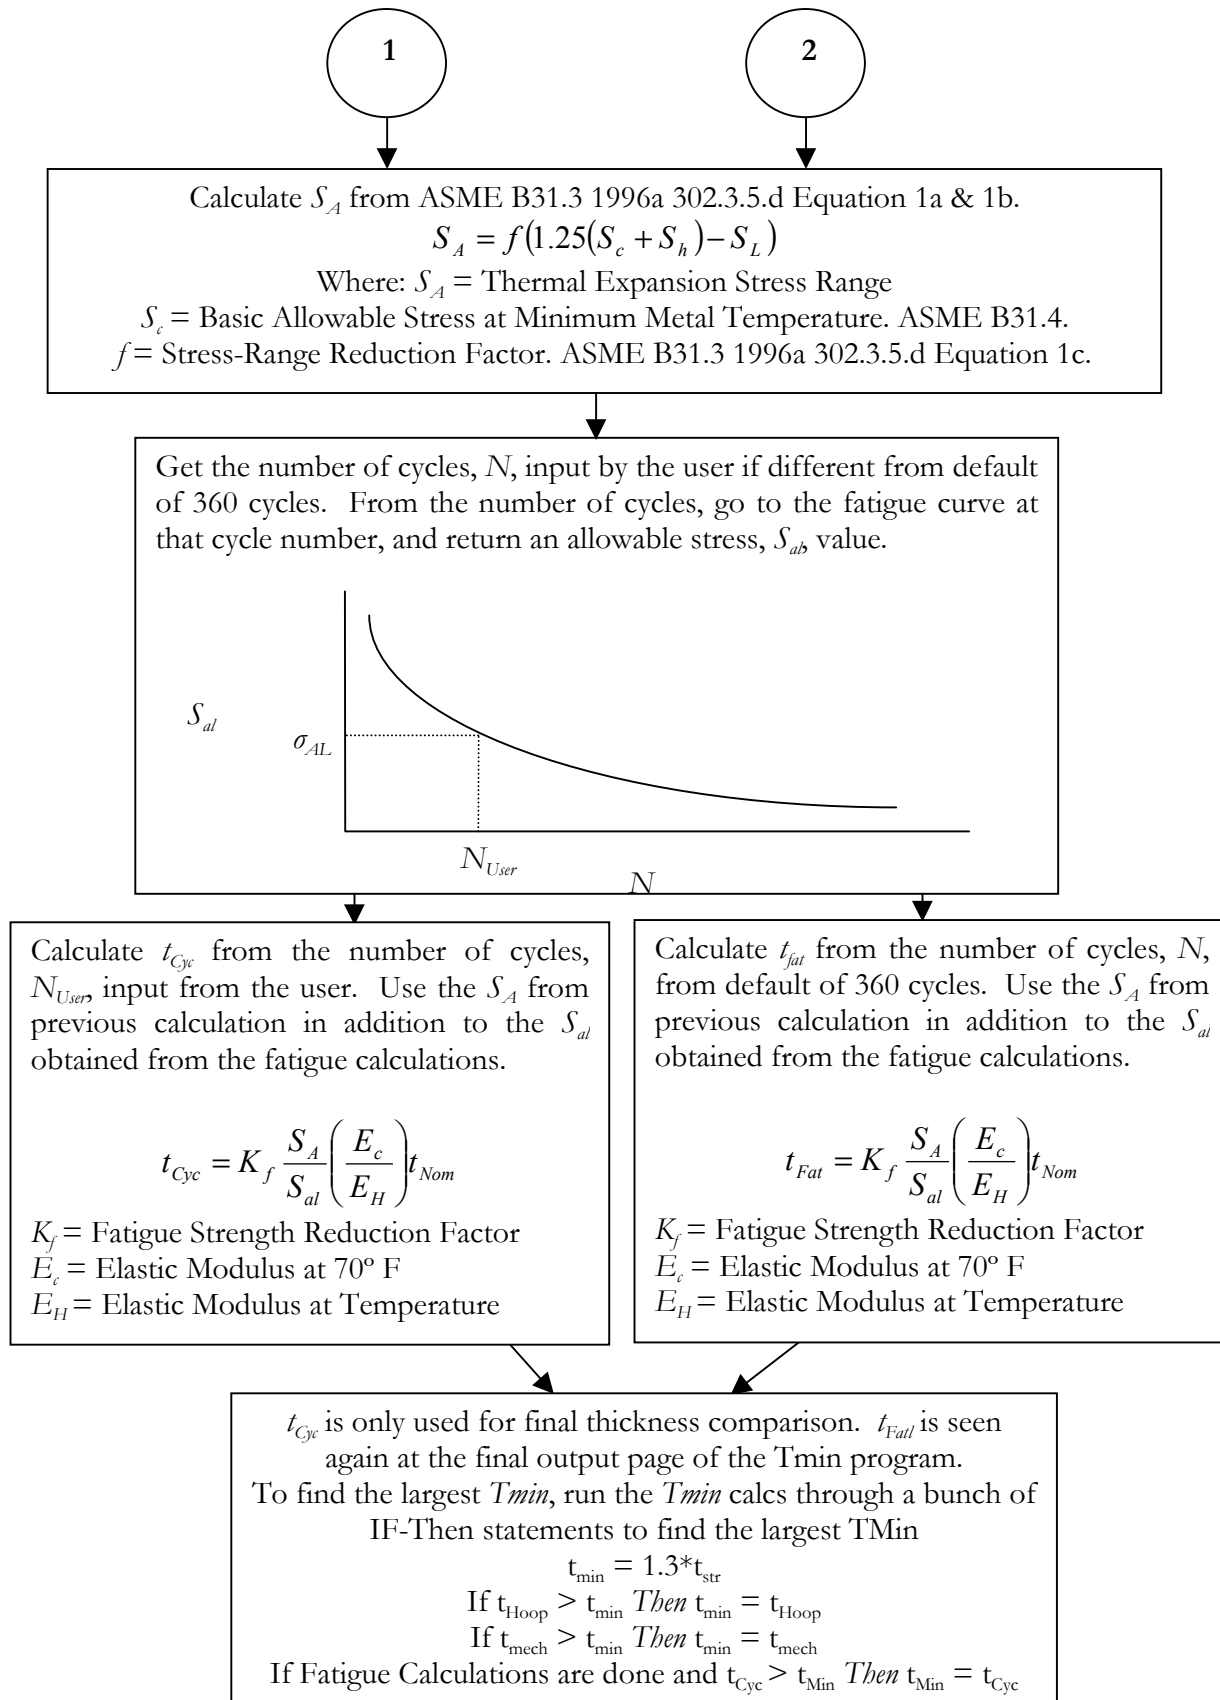 1
2
Calculate S_A from ASME B31.3 1996a 302.3.5.d Equation 1a & 1b.
S_A = f(1.25(S_c + S_h) − S_L)
Where: S_A = Thermal Expansion Stress Range
S_c = Basic Allowable Stress at Minimum Metal Temperature. ASME B31.4.
f = Stress-Range Reduction Factor. ASME B31.3 1996a 302.3.5.d Equation 1c.
Get the number of cycles, N, input by the user if different from default
of 360 cycles. From the number of cycles, go to the fatigue curve at
that cycle number, and return an allowable stress, S_al, value.
S_al
σ_AL
N_User
N
Calculate t_Cyc from the number of cycles,
N_User, input from the user. Use the S_A from
previous calculation in addition to the S_al
obtained from the fatigue calculations.
t_Cyc = K_f S_A/S_al (E_c/E_H) t_Nom
K_f = Fatigue Strength Reduction Factor
E_c = Elastic Modulus at 70º F
E_H = Elastic Modulus at Temperature
Calculate t_fat from the number of cycles, N,
from default of 360 cycles. Use the S_A from
previous calculation in addition to the S_al
obtained from the fatigue calculations.
t_Fat = K_f S_A/S_al (E_c/E_H) t_Nom
K_f = Fatigue Strength Reduction Factor
E_c = Elastic Modulus at 70º F
E_H = Elastic Modulus at Temperature
t_Cyc is only used for final thickness comparison. t_Fatl is seen
again at the final output page of the Tmin program.
To find the largest Tmin, run the Tmin calcs through a bunch of
IF-Then statements to find the largest TMin
t_min = 1.3*t_str
If t_Hoop > t_min Then t_min = t_Hoop
If t_mech > t_min Then t_min = t_mech
If Fatigue Calculations are done and t_Cyc > t_Min Then t_Min = t_Cyc